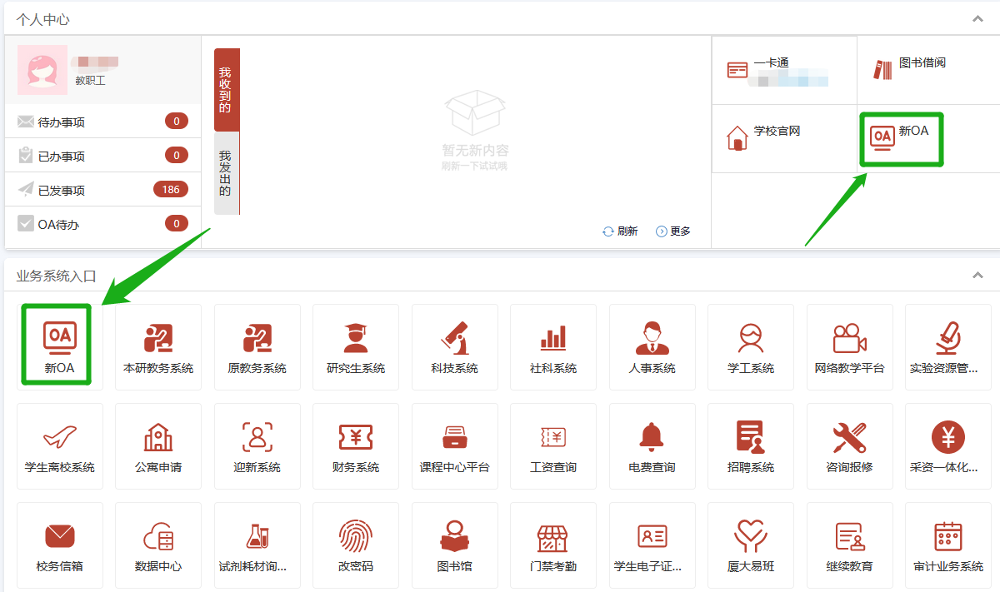 个人中心
教职工
待办事项 0
已办事项 0
已发事项 186
OA待办 0
我收到的
我发出的
暂无新内容
刷新一下试试哦
刷新 更多
一卡通
图书借阅
学校官网
OA 新OA
业务系统入口
OA
新OA 本研教务系统 原教务系统 研究生系统 科技系统 社科系统 人事系统 学工系统 网络教学平台 实验资源管...
学生离校系统 公寓申请 迎新系统 财务系统 课程中心平台 工资查询 电费查询 招聘系统 咨询报修 采资一体化...
校务信箱 数据中心 试剂耗材询... 改密码 图书馆 门禁考勤 学生电子证... 厦大易班 继续教育 审计业务系统